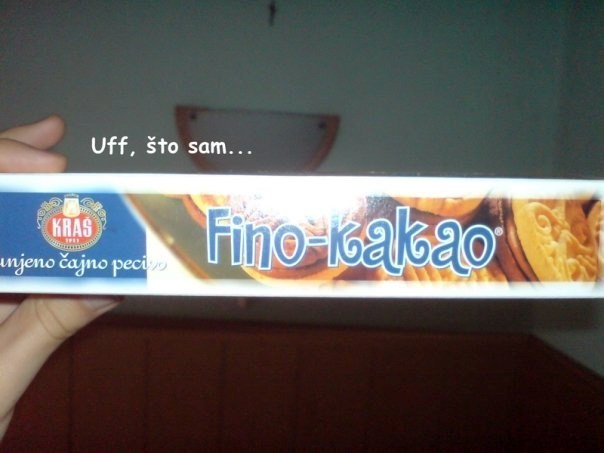 Uff, što sam...
KRAŠ
1911
unjeno čajno pecivo
Fino-kakao®